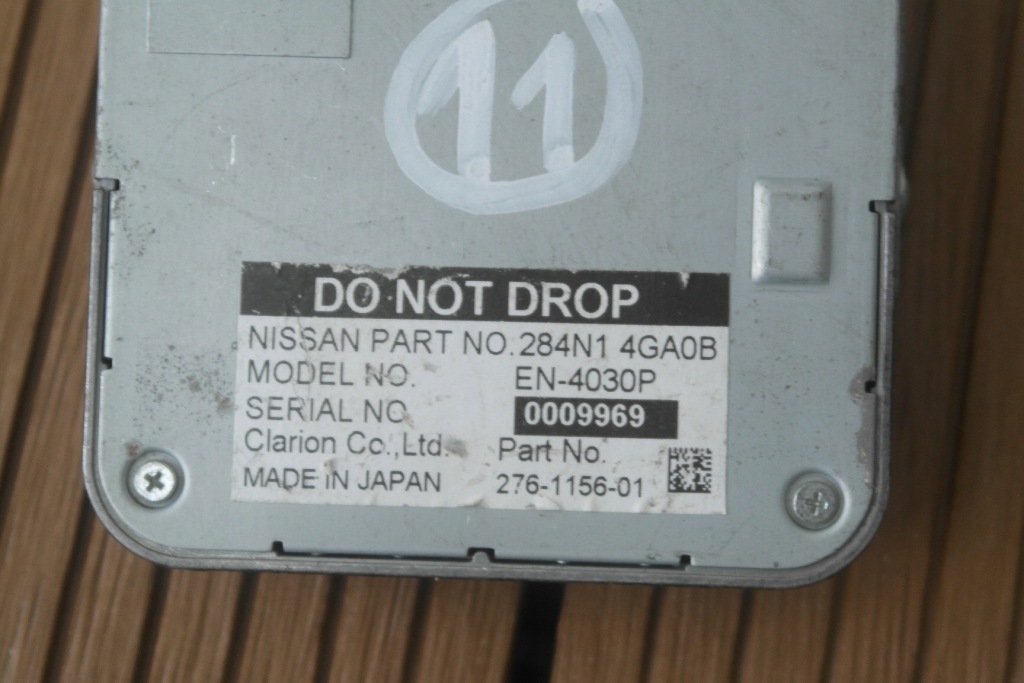 11
DO NOT DROP
NISSAN PART NO. 284N1 4GA0B
MODEL NO. EN-4030P
SERIAL NO 0009969
Clarion Co.,Ltd. Part No.
MADE IN JAPAN 276-1156-01